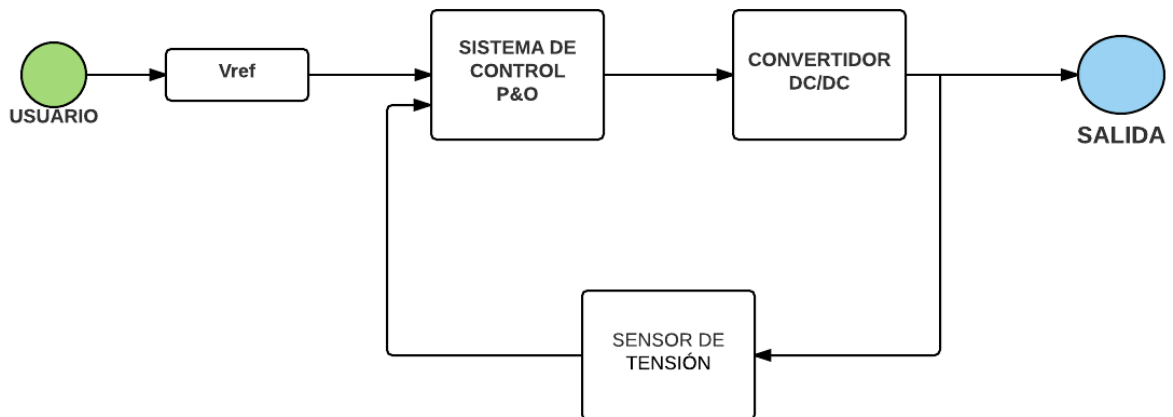 USUARIO
Vref
SISTEMA DE
CONTROL
P&O
CONVERTIDOR
DC/DC
SALIDA
SENSOR DE
TENSIÓN